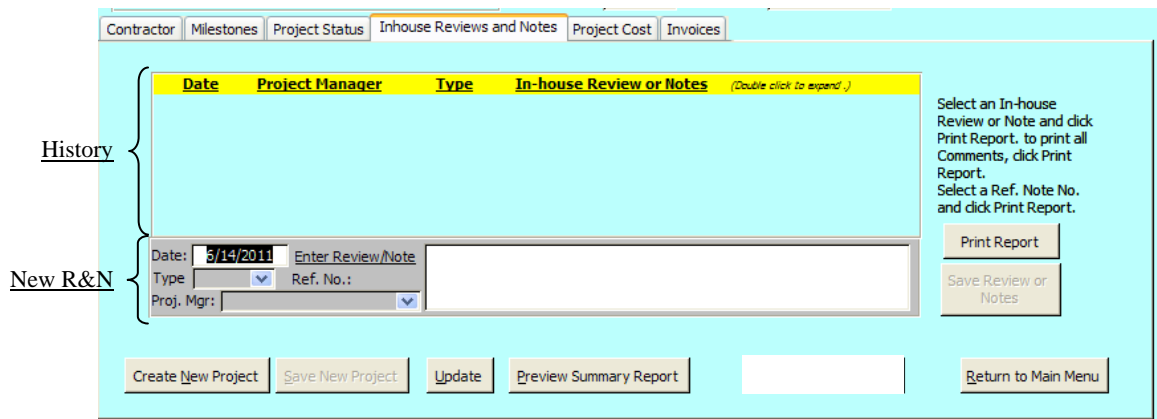 Contractor Milestones Project Status Inhouse Reviews and Notes Project Cost Invoices
Date Project Manager Type In-house Review or Notes (Double click to expand .)
History
Select an In-house
Review or Note and click
Print Report. to print all
Comments, click Print
Report.
Select a Ref. Note No.
and click Print Report.
Print Report
New R&N
Date: 6/14/2011 Enter Review/Note
Type Ref. No.:
Proj. Mgr:
Save Review or
Notes
Create New Project Save New Project Update Preview Summary Report Return to Main Menu